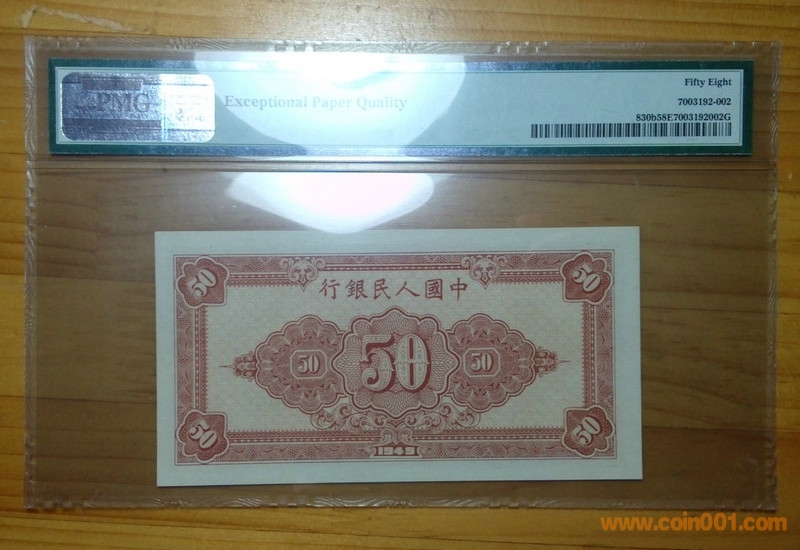 PMG
Exceptional Paper Quality
Fifty Eight
7003192-002
830b58E7003192002G
50 50
行銀民人國中
50 50 50
50 50
1949
www.coin001.com